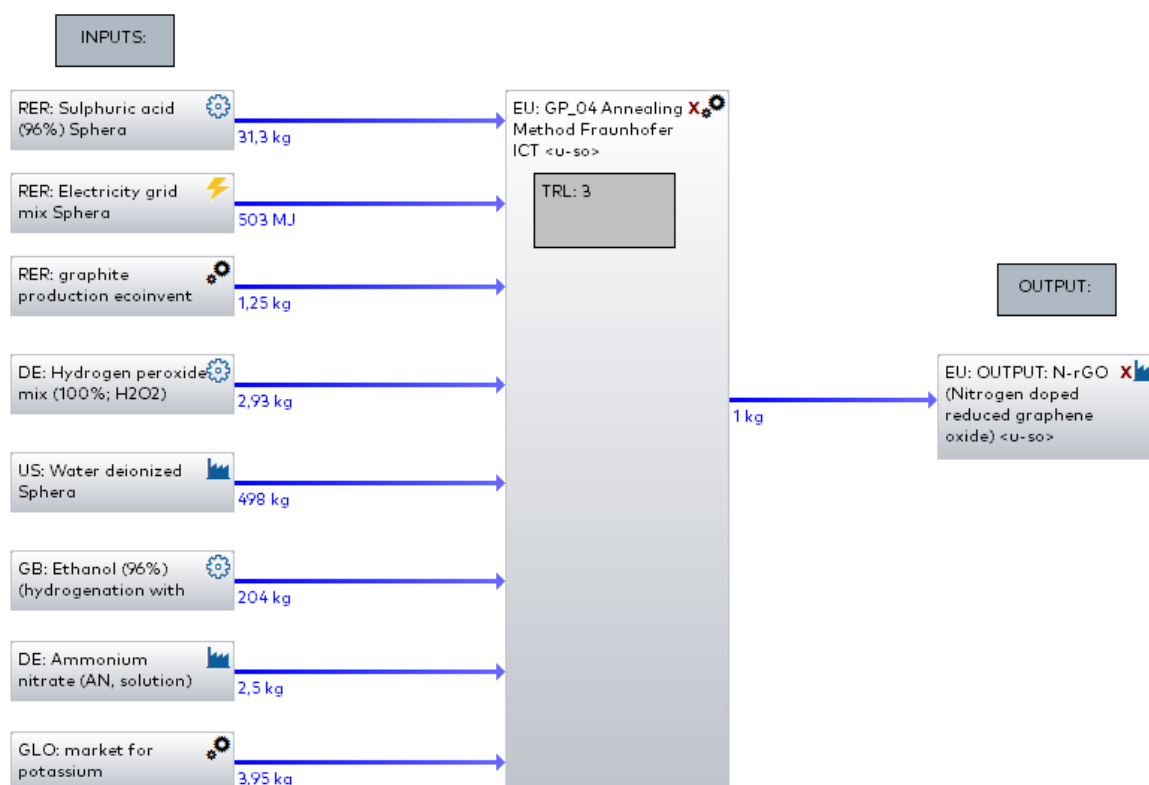 INPUTS:
RER: Sulphuric acid
(96%) Sphera
31,3 kg
RER: Electricity grid
mix Sphera
503 MJ
RER: graphite
production ecoinvent
1,25 kg
DE: Hydrogen peroxide
mix (100%; H2O2)
2,93 kg
US: Water deionized
Sphera
498 kg
GB: Ethanol (96%)
(hydrogenation with
204 kg
DE: Ammonium
nitrate (AN, solution)
2,5 kg
GLO: market for
potassium
3,95 kg
EU: GP_04 Annealing X
Method Fraunhofer
ICT <u-so>
TRL: 3
1 kg
OUTPUT:
EU: OUTPUT: N-rGO X
(Nitrogen doped
reduced graphene
oxide) <u-so>